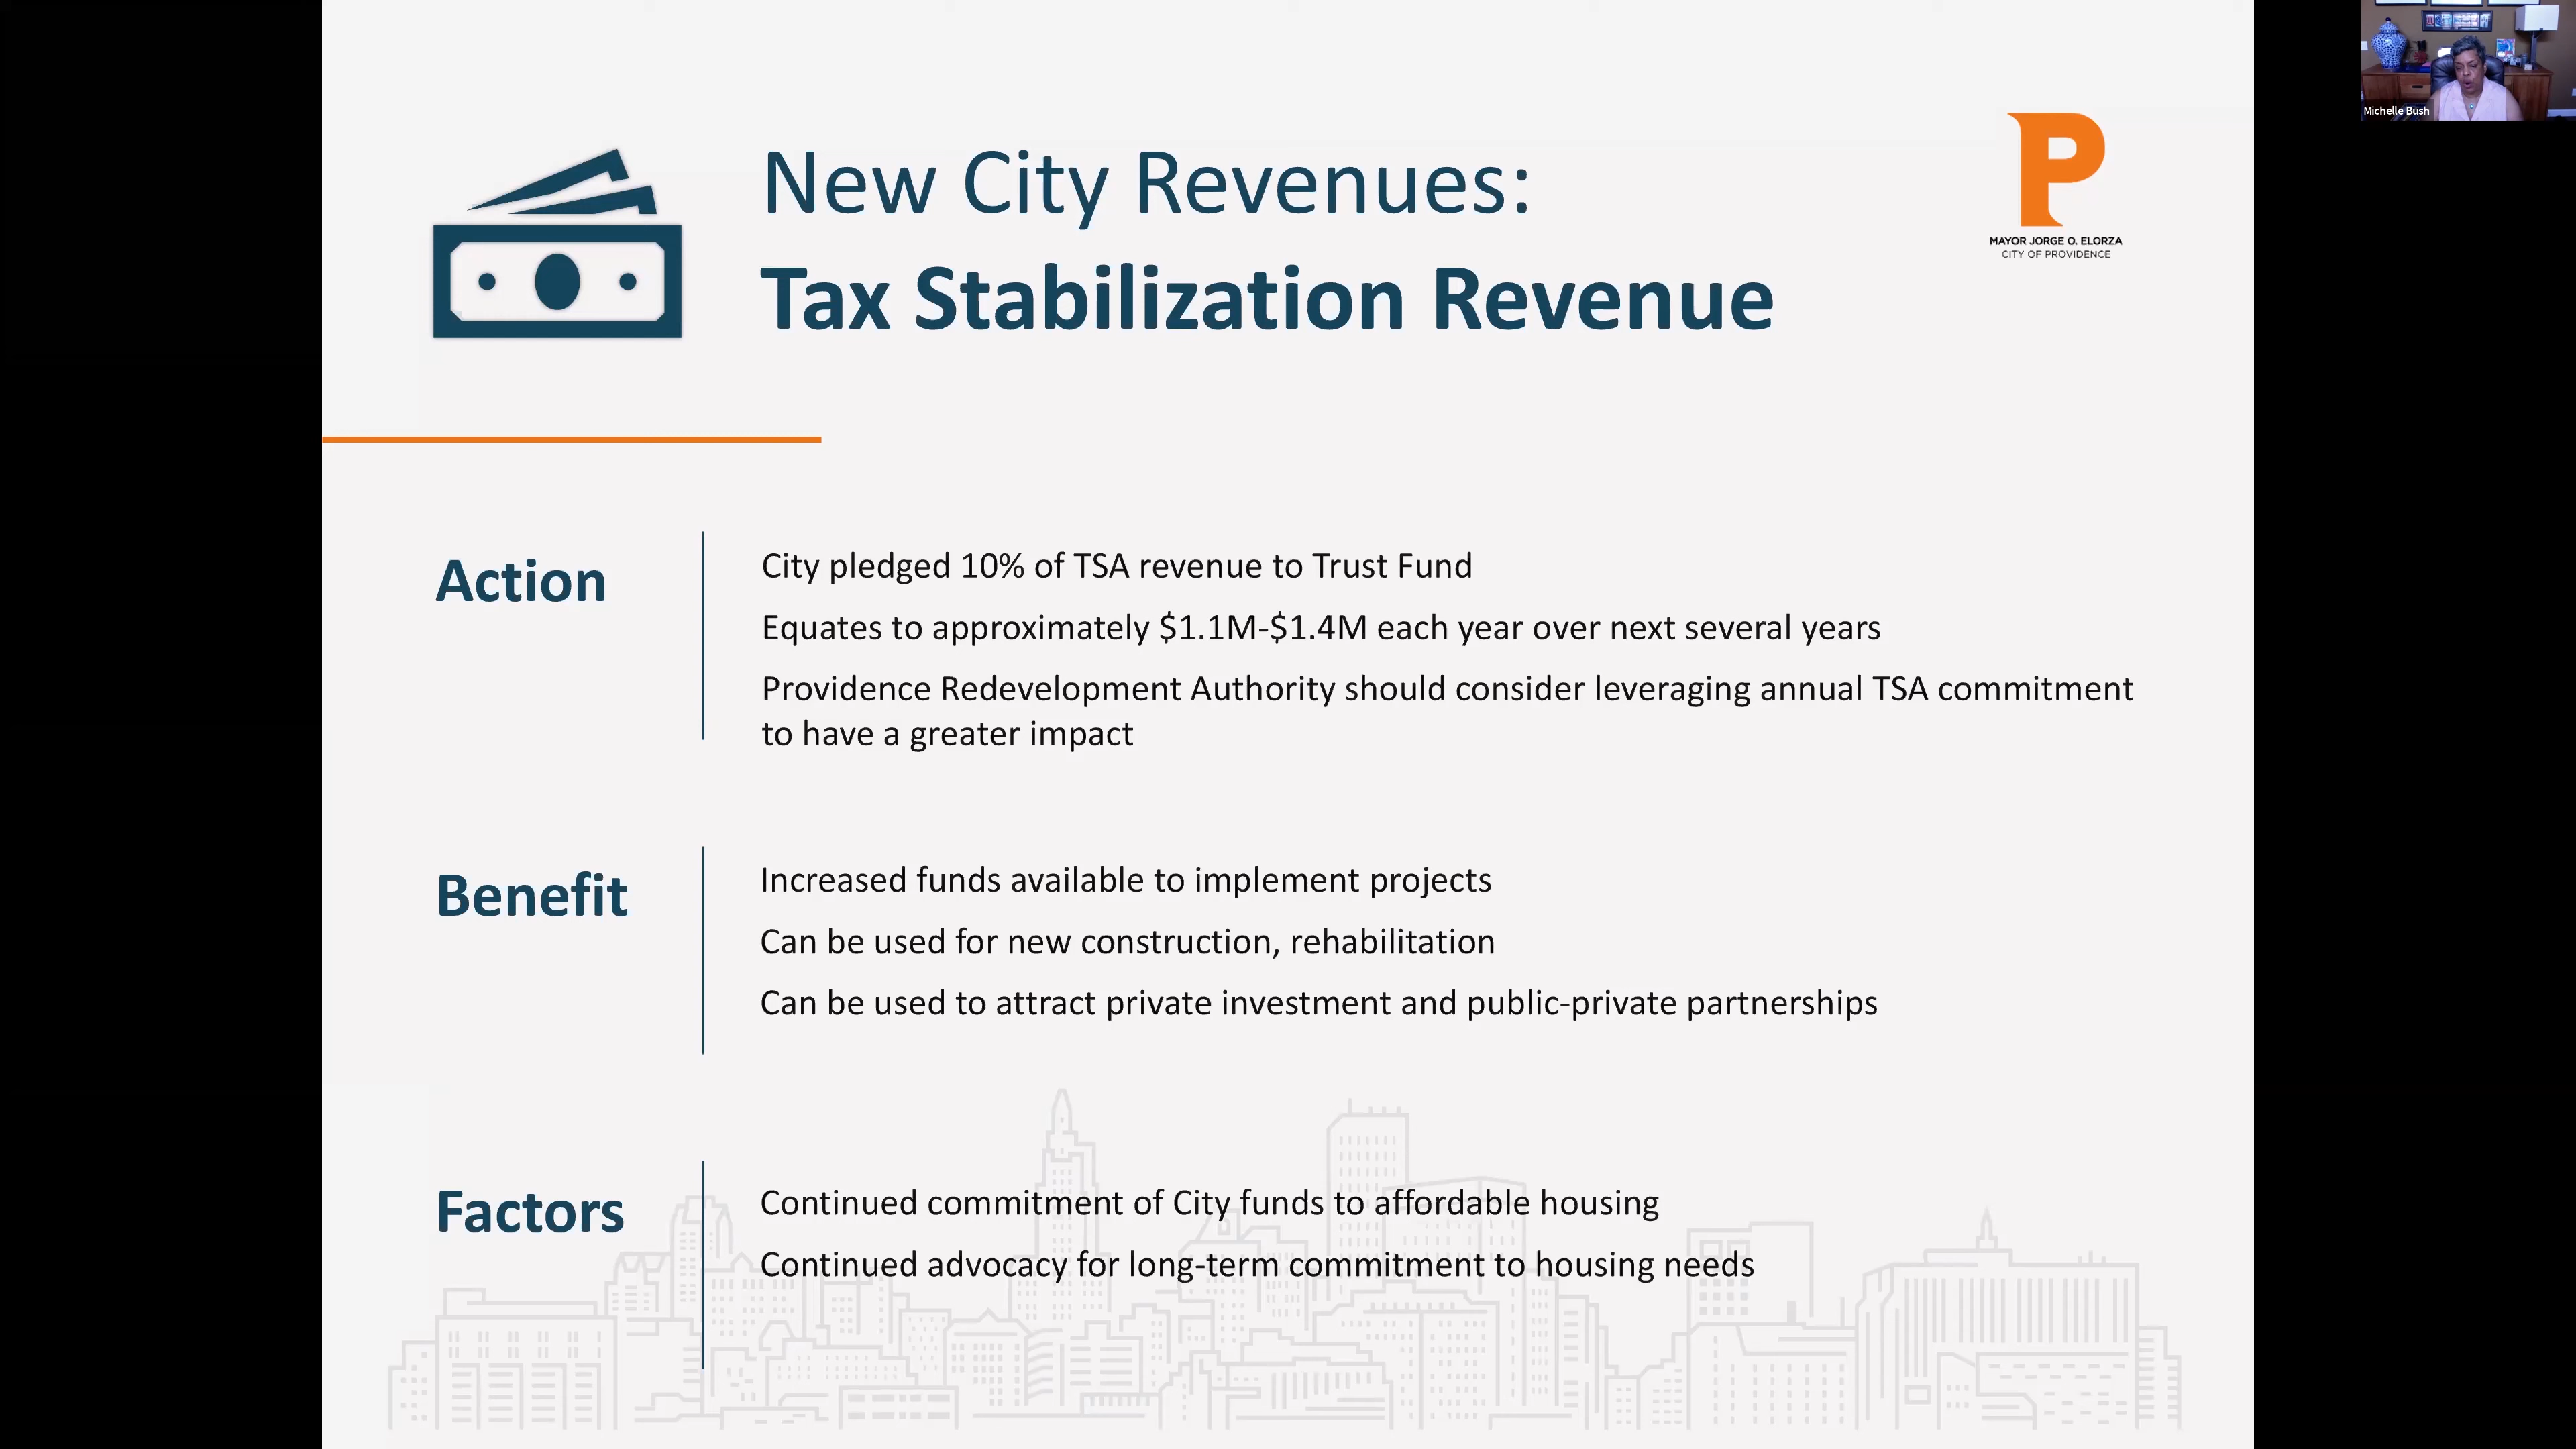 Michelle Bush
New City Revenues:
Tax Stabilization Revenue
P
MAYOR JORGE O. ELORZA
CITY OF PROVIDENCE
Action
City pledged 10% of TSA revenue to Trust Fund
Equates to approximately $1.1M-$1.4M each year over next several years
Providence Redevelopment Authority should consider leveraging annual TSA commitment
to have a greater impact
Benefit
Increased funds available to implement projects
Can be used for new construction, rehabilitation
Can be used to attract private investment and public-private partnerships
Factors
Continued commitment of City funds to affordable housing
Continued advocacy for long-term commitment to housing needs